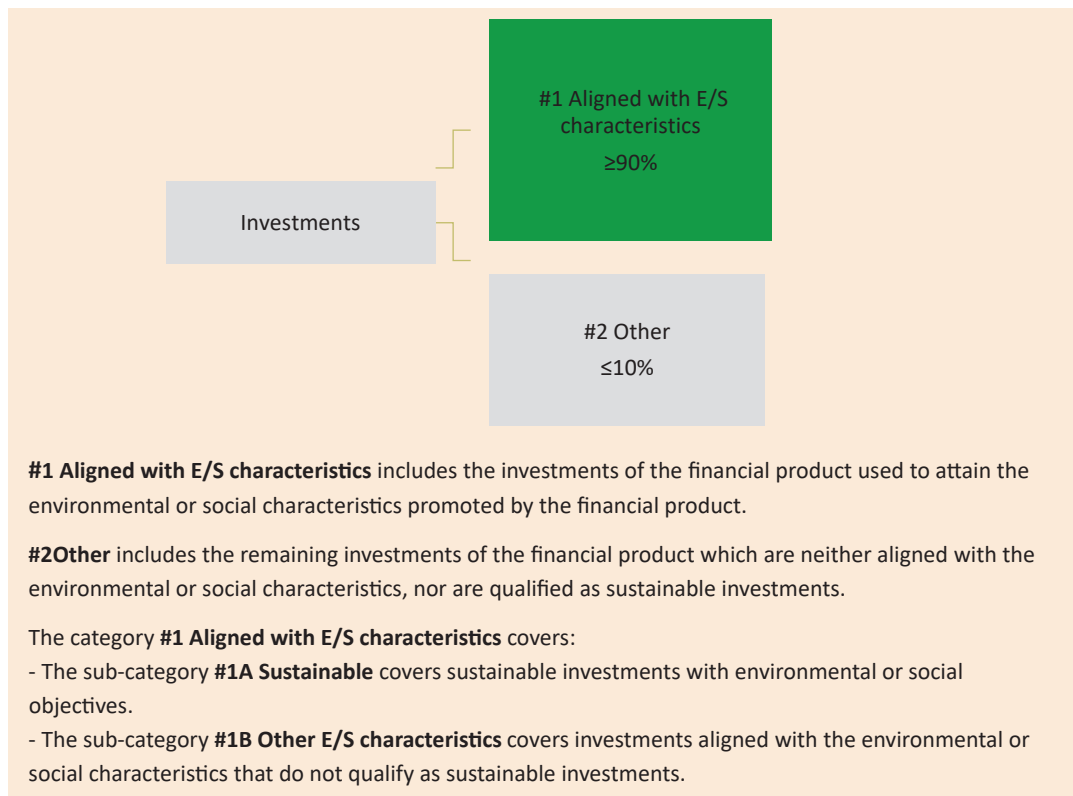 #1 Aligned with E/S
characteristics
≥90%
Investments
#2 Other
≤10%
#1 Aligned with E/S characteristics includes the investments of the financial product used to attain the
environmental or social characteristics promoted by the financial product.
#2Other includes the remaining investments of the financial product which are neither aligned with the
environmental or social characteristics, nor are qualified as sustainable investments.
The category #1 Aligned with E/S characteristics covers:
- The sub-category #1A Sustainable covers sustainable investments with environmental or social
objectives.
- The sub-category #1B Other E/S characteristics covers investments aligned with the environmental or
social characteristics that do not qualify as sustainable investments.